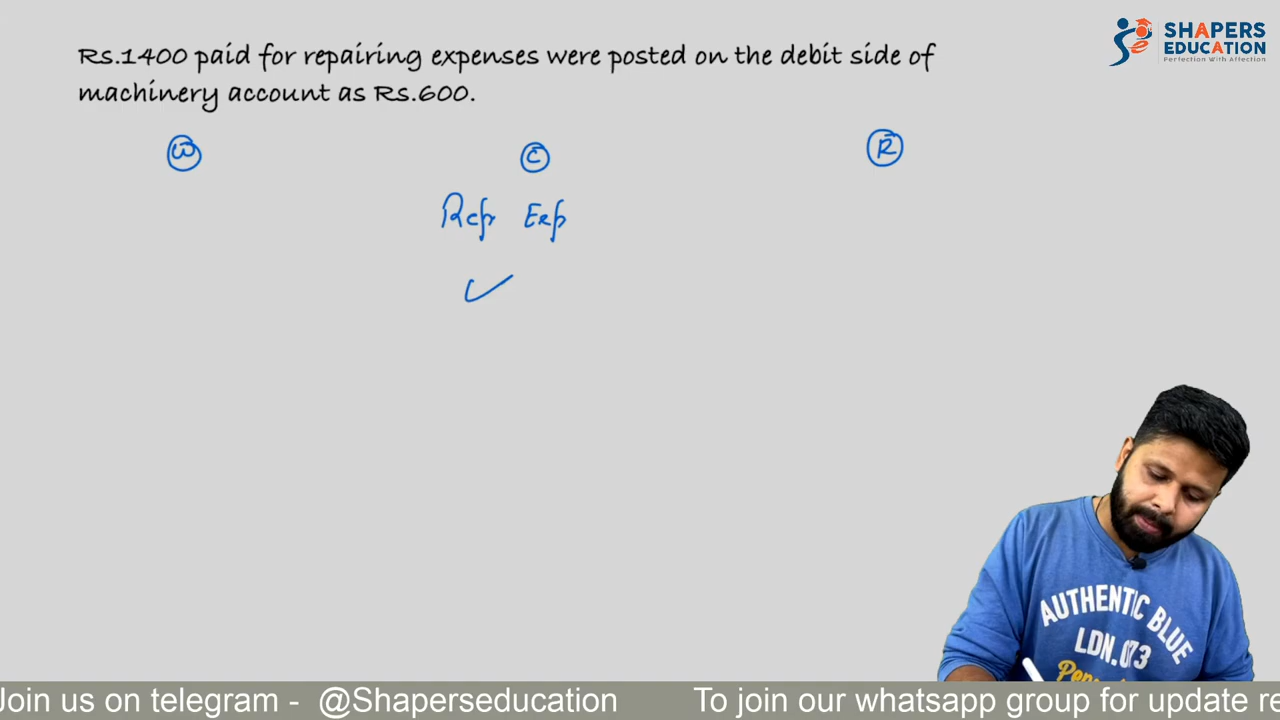 SHAPERS
EDUCATION
Perfection With Affection
Rs.1400 paid for repairing expenses were posted on the debit side of
machinery account as Rs.600.
W C R
Rep Exp
AUTHENTIC BLUE
LDN. 073
Join us on telegram - @Shaperseducation To join our whatsapp group for update re